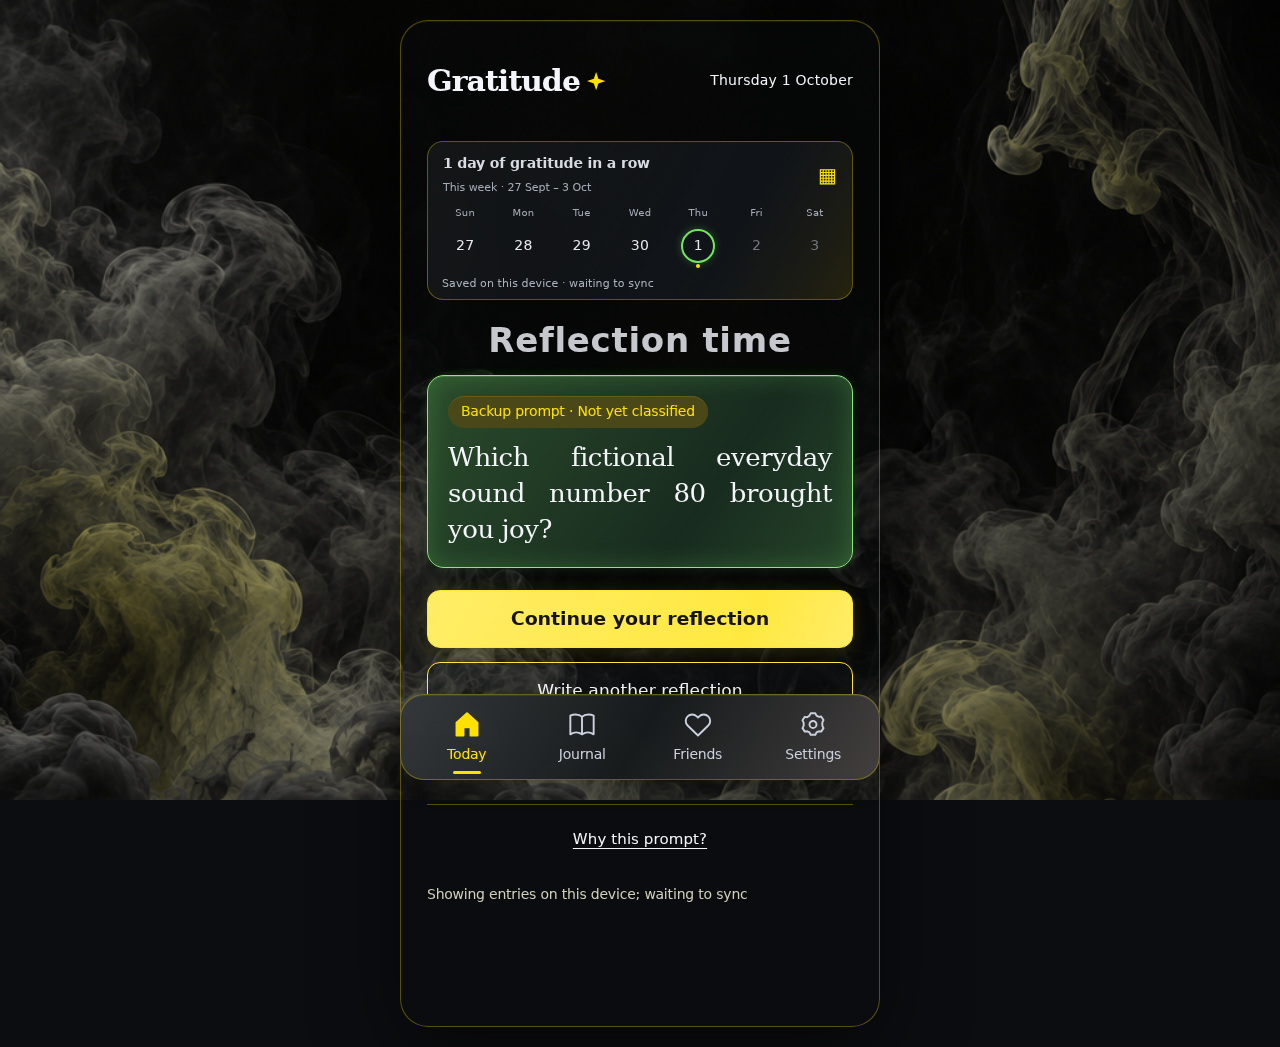 Gratitude
Thursday 1 October
1 day of gratitude in a row
This week · 27 Sept – 3 Oct
Sun Mon Tue Wed Thu Fri Sat
27 28 29 30 1 2 3
Saved on this device · waiting to sync
Reflection time
Backup prompt · Not yet classified
Which fictional everyday
sound number 80 brought
you joy?
Continue your reflection
Write another reflection
Today Journal Friends Settings
Why this prompt?
Showing entries on this device; waiting to sync